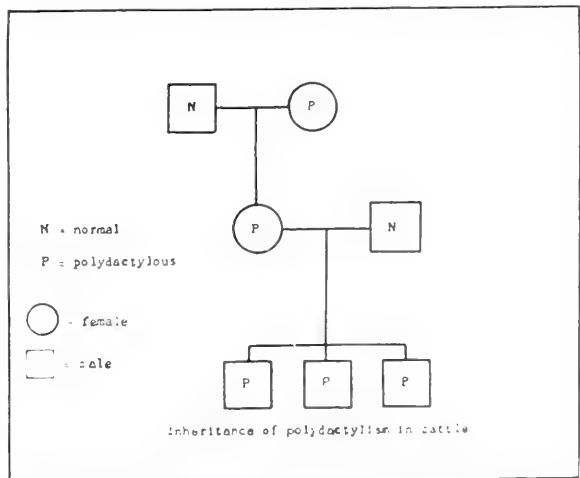 N P
P N
N = normal
P = polydactylous
= female
= male
P P P
Inheritance of polydactylism in cattle